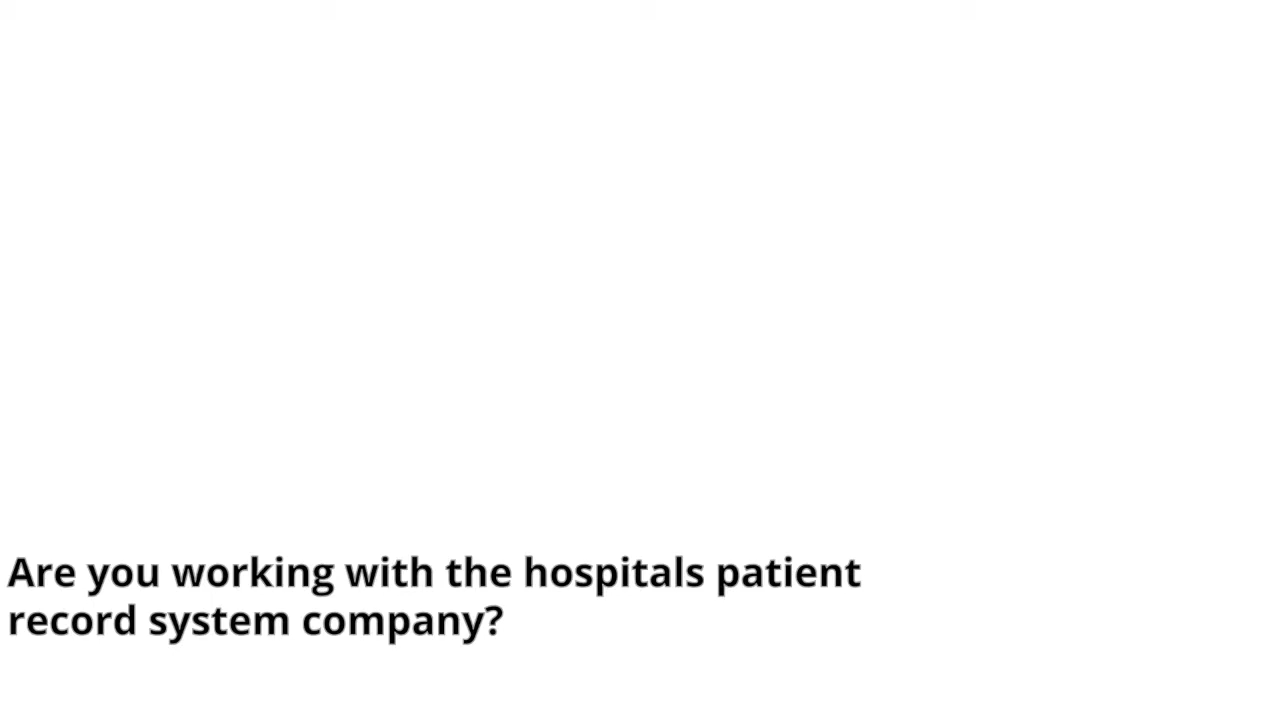 Are you working with the hospitals patient
record system company?